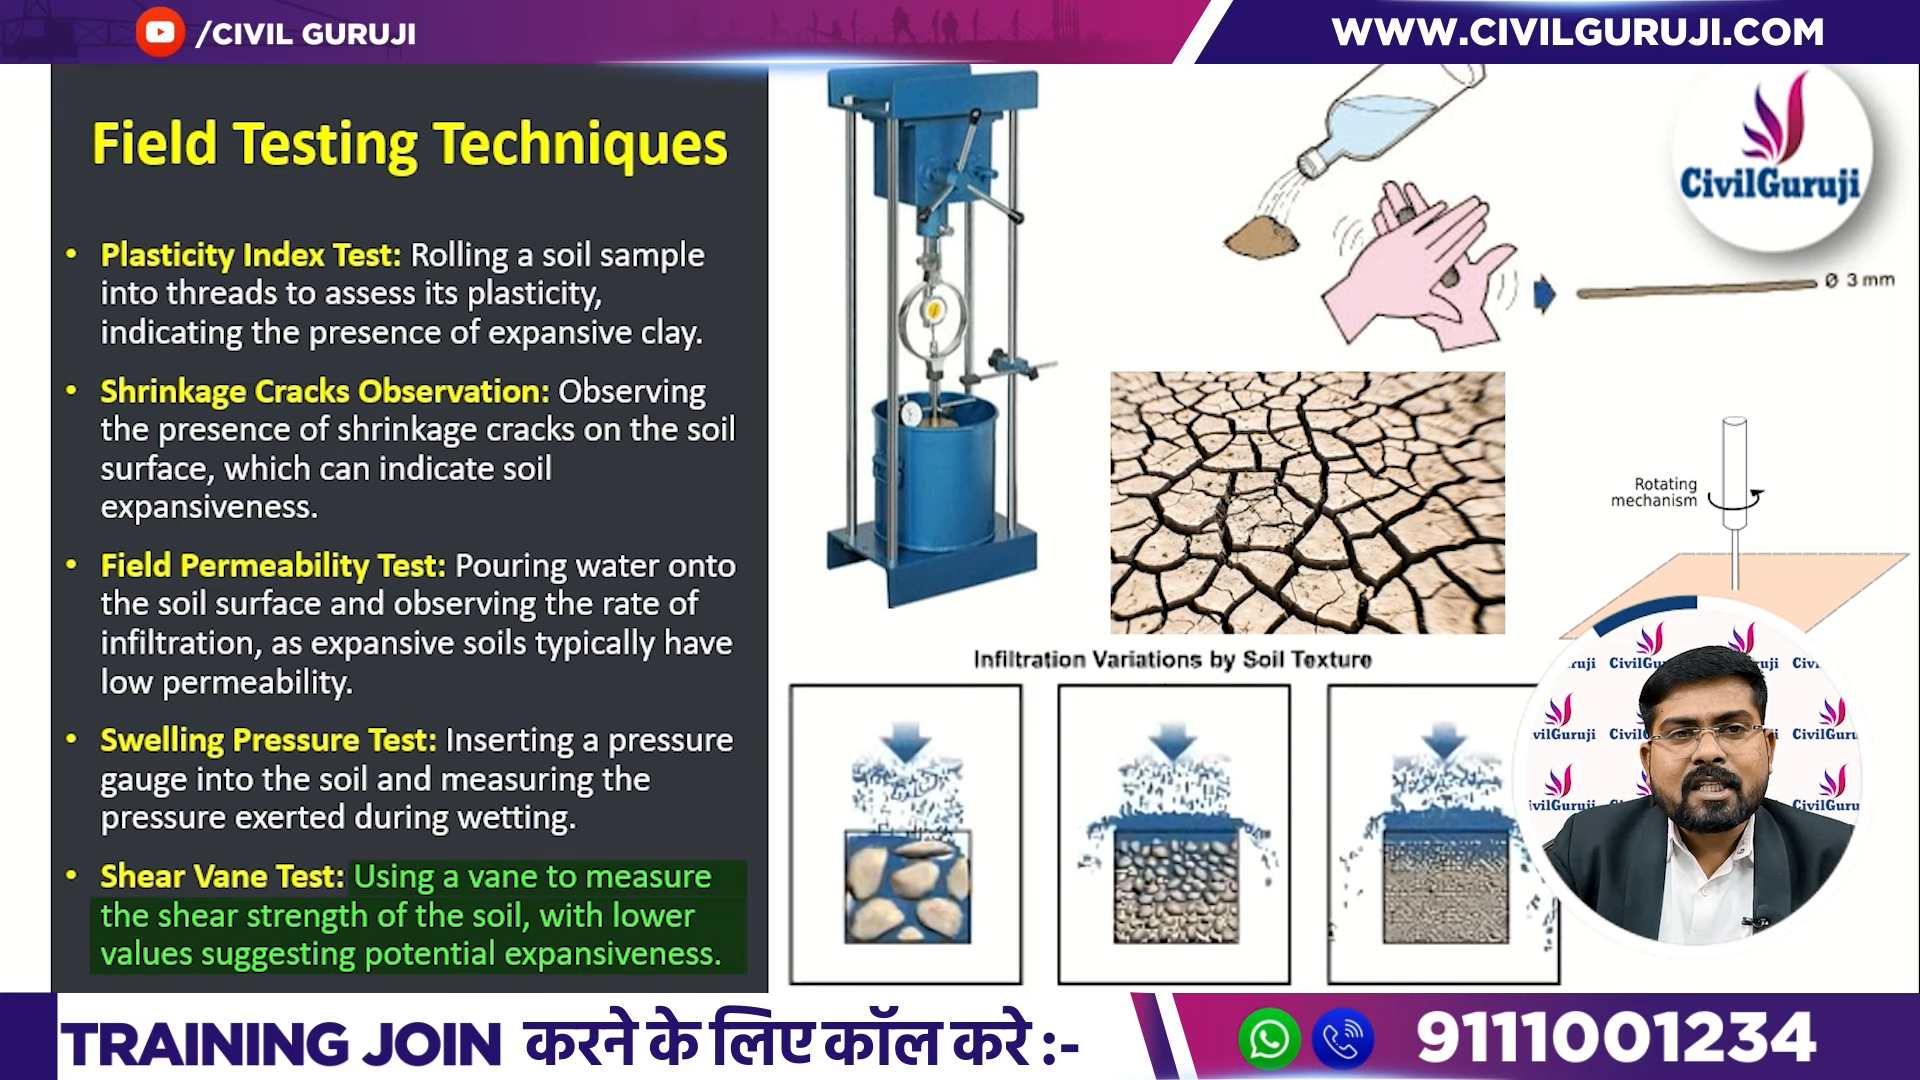 /CIVIL GURUJI
WWW.CIVILGURUJI.COM
CivilGuruji
Field Testing Techniques
• Plasticity Index Test: Rolling a soil sample
into threads to assess its plasticity,
indicating the presence of expansive clay.
• Shrinkage Cracks Observation: Observing
the presence of shrinkage cracks on the soil
surface, which can indicate soil
expansiveness.
• Field Permeability Test: Pouring water onto
the soil surface and observing the rate of
infiltration, as expansive soils typically have
low permeability.
• Swelling Pressure Test: Inserting a pressure
gauge into the soil and measuring the
pressure exerted during wetting.
• Shear Vane Test: Using a vane to measure
the shear strength of the soil, with lower
values suggesting potential expansiveness.
Ø 3 mm
Rotating
mechanism
Infiltration Variations by Soil Texture
TRAINING JOIN करने के लिए कॉल करे :-
9111001234